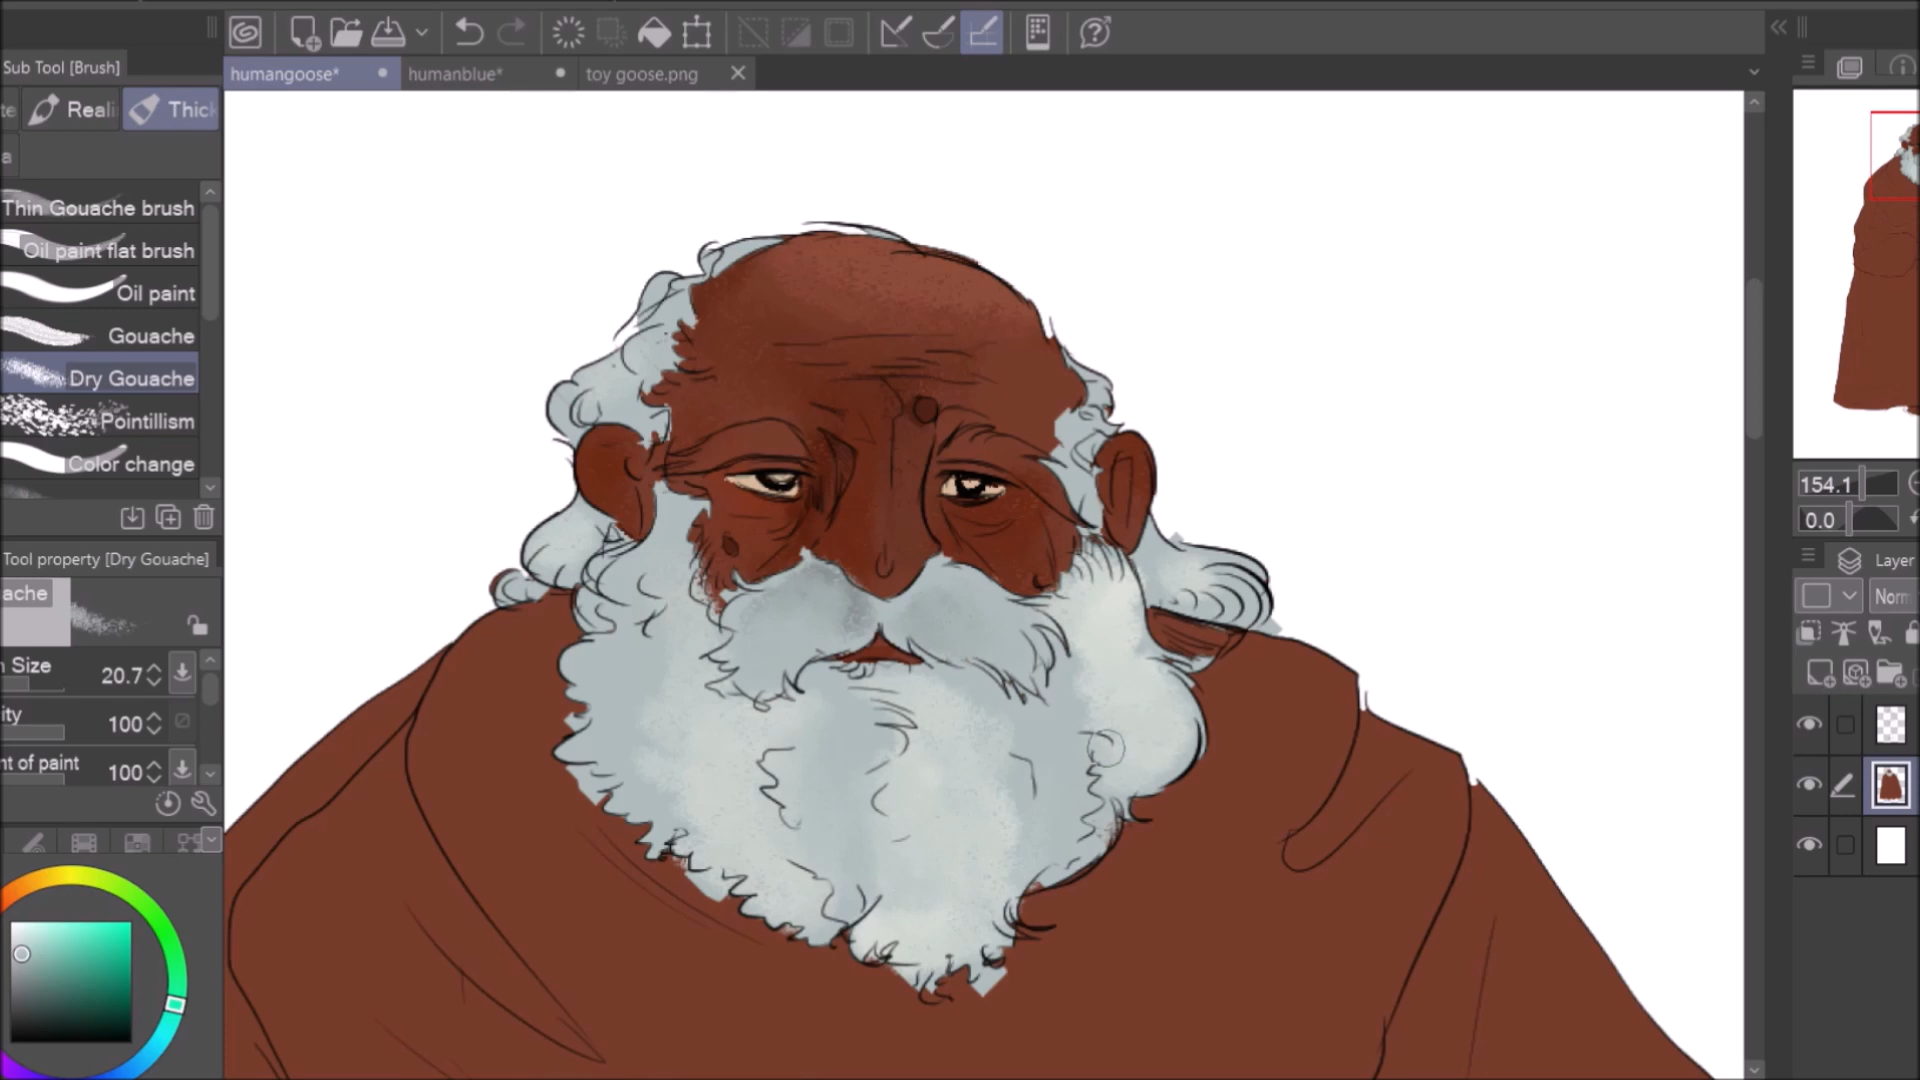 Sub Tool [Brush]
humangoose*
humanblue*
toy goose.png
te
Reali
Thick
a
Thin Gouache brush
Oil paint flat brush
Oil paint
Gouache
Dry Gouache
Pointillism
Color change
Tool property [Dry Gouache]
ache
n Size
20.7
ity
100
nt of paint
100
154.1
0.0
Layer
Norm